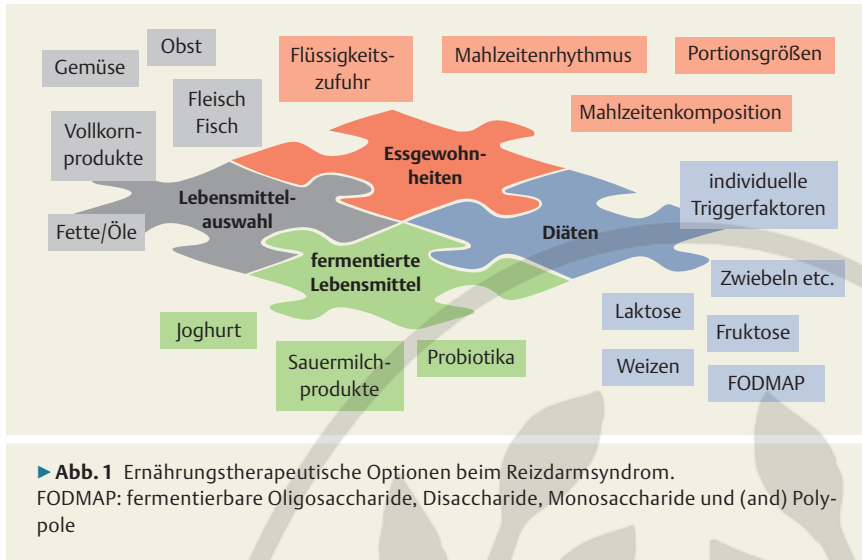 Obst
Gemüse
Fleisch
Fisch
Vollkorn-
produkte
Fette/Öle
Lebensmittel-
auswahl
Flüssigkeits-
zufuhr
Mahlzeitenrhythmus
Portionsgrößen
Mahlzeitenkomposition
Essgewohn-
heiten
individuelle
Triggerfaktoren
Diäten
Zwiebeln etc.
Laktose
Fruktose
Weizen
FODMAP
fermentierte
Lebensmittel
Joghurt
Sauermilch-
produkte
Probiotika
▶ Abb. 1 Ernährungstherapeutische Optionen beim Reizdarmsyndrom.
FODMAP: fermentierbare Oligosaccharide, Disaccharide, Monosaccharide und (and) Poly-
pole